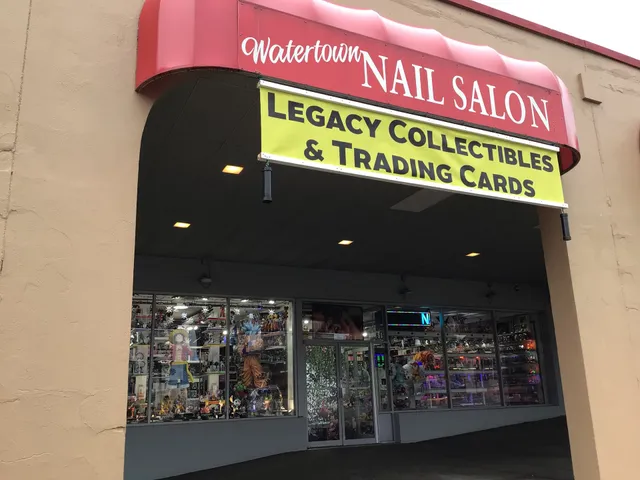 Watertown NAIL SALON
LEGACY COLLECTIBLES
& TRADING CARDS
N